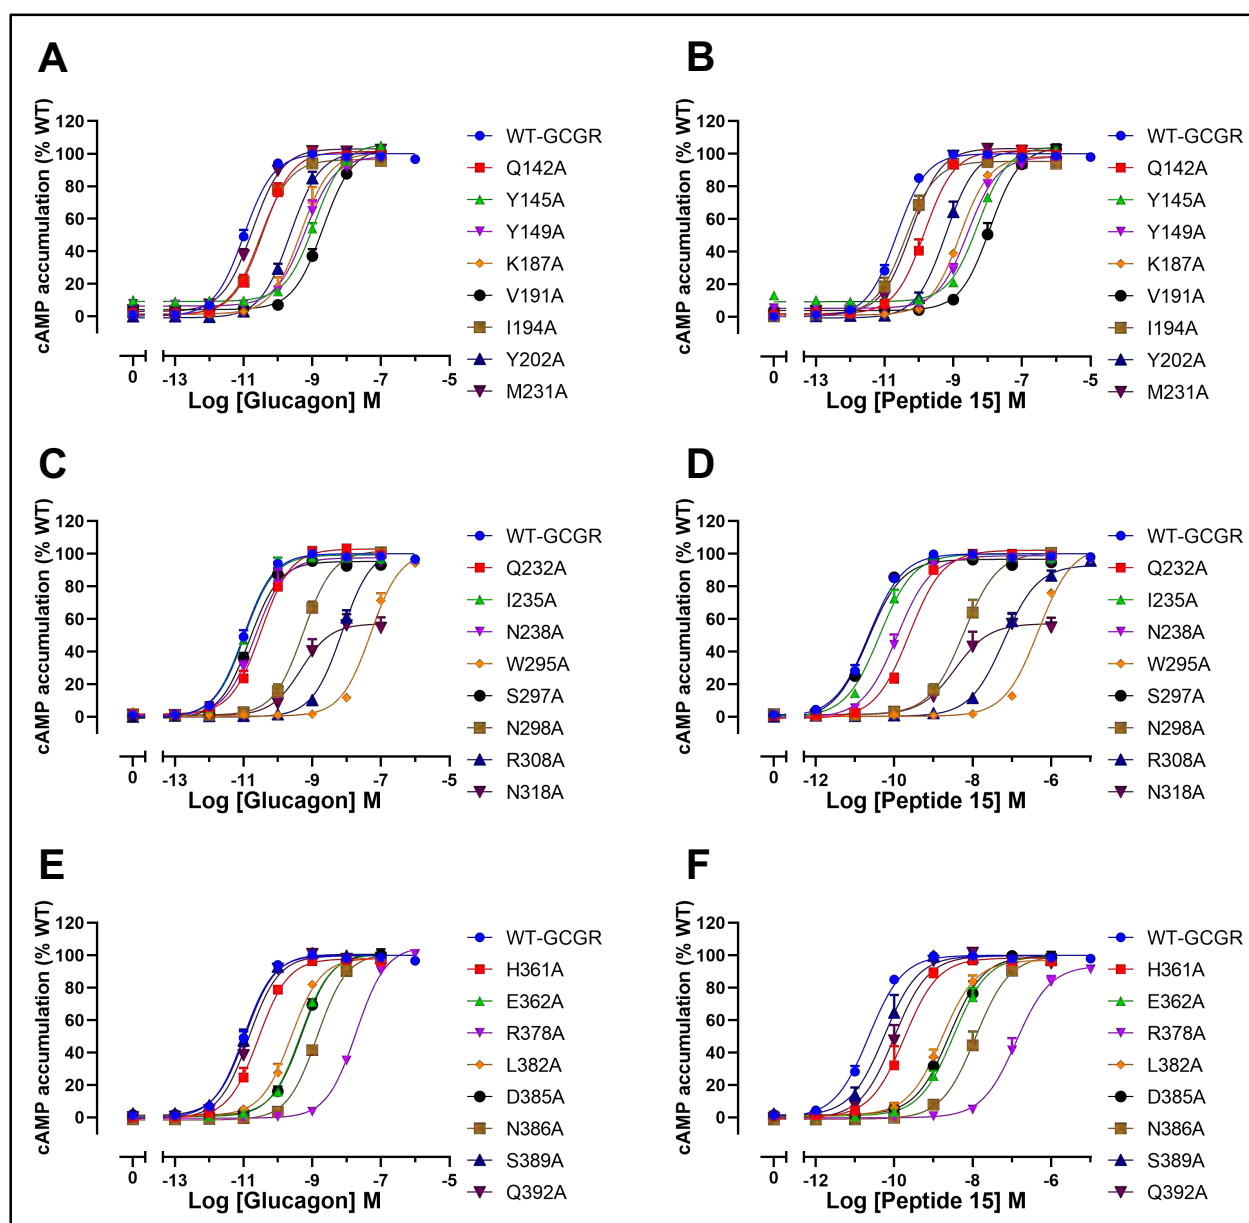 A
cAMP accumulation (% WT)
120
100
80
60
40
20
0
0
-13
-11
-9
-7
-5
Log [Glucagon] M
WT-GCGR
Q142A
Y145A
Y149A
K187A
V191A
I194A
Y202A
M231A
B
cAMP accumulation (% WT)
120
100
80
60
40
20
0
0
-13
-11
-9
-7
-5
Log [Peptide 15] M
WT-GCGR
Q142A
Y145A
Y149A
K187A
V191A
I194A
Y202A
M231A
C
cAMP accumulation (% WT)
120
100
80
60
40
20
0
0
-13
-11
-9
-7
-5
Log [Glucagon] M
WT-GCGR
Q232A
I235A
N238A
W295A
S297A
N298A
R308A
N318A
D
cAMP accumulation (% WT)
120
100
80
60
40
20
0
0
-12
-10
-8
-6
Log [Peptide 15] M
WT-GCGR
Q232A
I235A
N238A
W295A
S297A
N298A
R308A
N318A
E
cAMP accumulation (% WT)
120
100
80
60
40
20
0
0
-13
-11
-9
-7
-5
Log [Glucagon] M
WT-GCGR
H361A
E362A
R378A
L382A
D385A
N386A
S389A
Q392A
F
cAMP accumulation (% WT)
120
100
80
60
40
20
0
0
-12
-10
-8
-6
Log [Peptide 15] M
WT-GCGR
H361A
E362A
R378A
L382A
D385A
N386A
S389A
Q392A